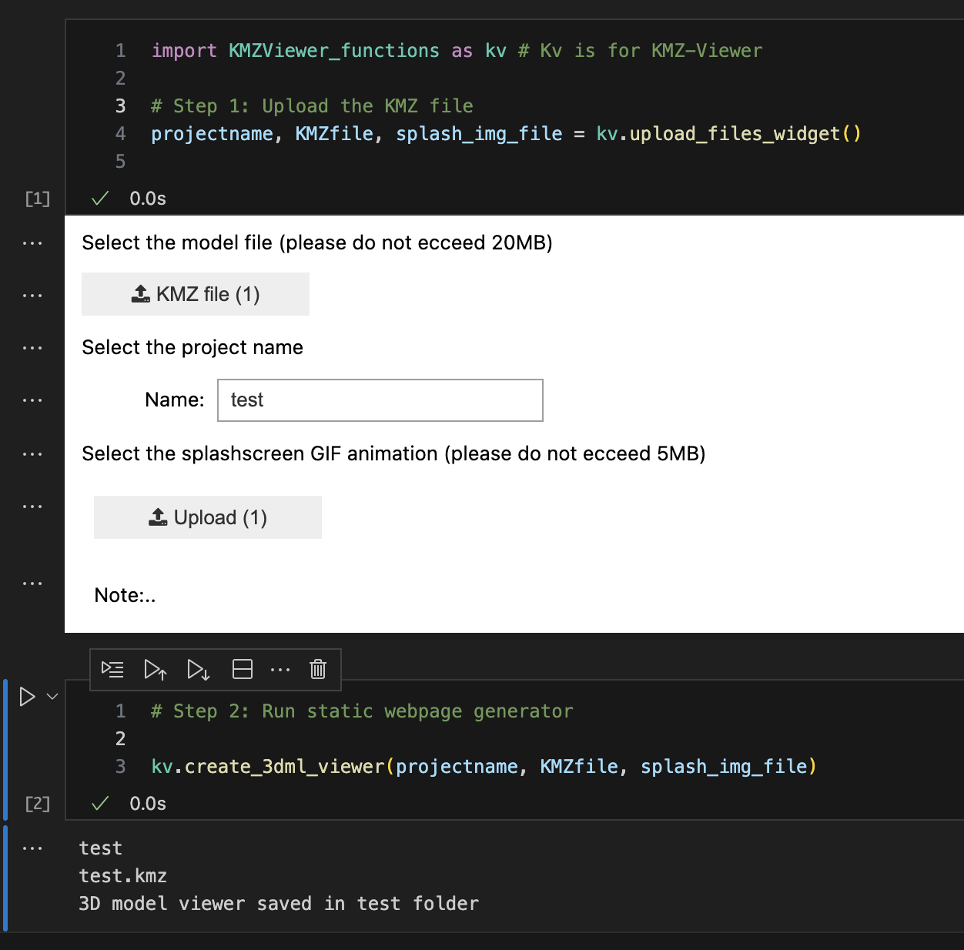 1 import KMZViewer_functions as kv # Kv is for KMZ-Viewer
2
3 # Step 1: Upload the KMZ file
4 projectname, KMZfile, splash_img_file = kv.upload_files_widget()
5
[1] ✓ 0.0s
Select the model file (please do not ecceed 20MB)
KMZ file (1)
Select the project name
Name: test
Select the splashscreen GIF animation (please do not ecceed 5MB)
Upload (1)
Note:..
1 # Step 2: Run static webpage generator
2
3 kv.create_3dml_viewer(projectname, KMZfile, splash_img_file)
[2] ✓ 0.0s
test
test.kmz
3D model viewer saved in test folder